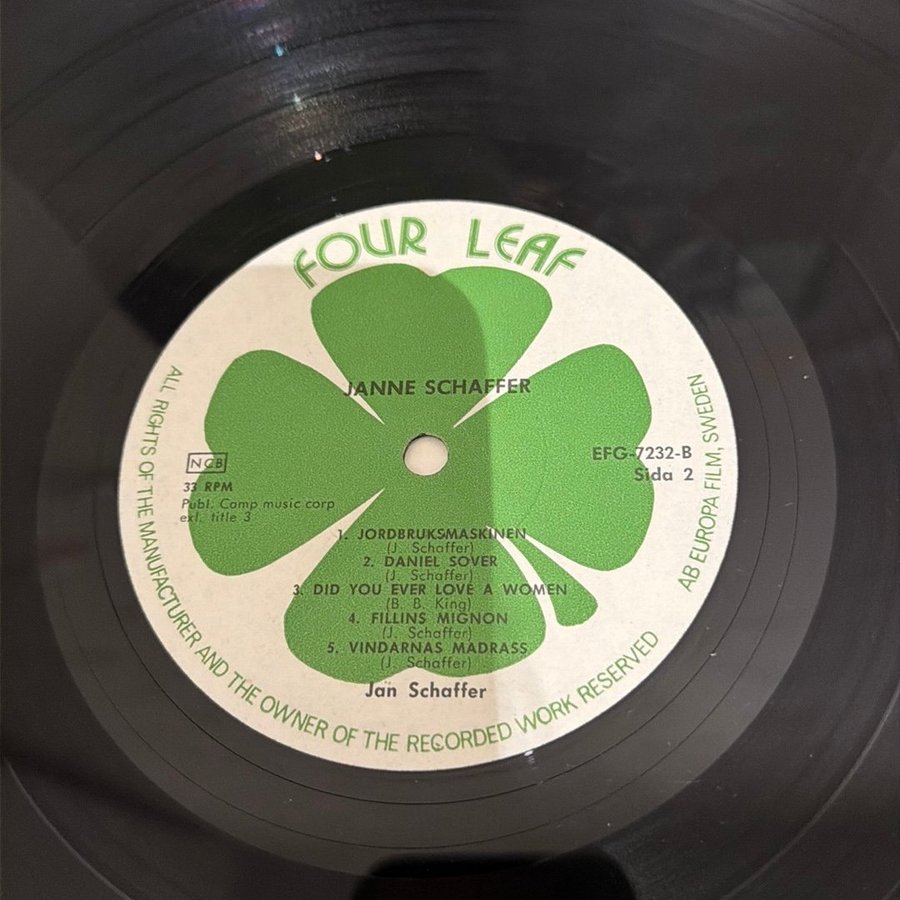 FOUR LEAF
JANNE SCHAFFER
EFG-7232-B
Sida 2
NCB
33 RPM
Publ. Camp music corp
exl. title 3
1. JORDBRUKSMASKINEN
(J. Schaffer)
2. DANIEL SOVER
(J. Schaffer)
3. DID YOU EVER LOVE A WOMEN
(B. B. King)
4. FILLINS MIGNON
(J. Schaffer)
5. VINDARNAS MADRASS
(J. Schaffer)
Jan Schaffer
ALL RIGHTS OF THE MANUFACTURER AND THE OWNER OF THE RECORDED WORK RESERVED
AB EUROPA FILM, SWEDEN